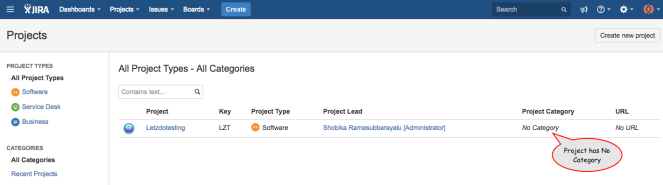 JIRA Dashboards Projects Issues Boards Create Search
Projects Create new project
PROJECT TYPES
All Project Types
Software
Service Desk
Business
CATEGORIES
All Categories
Recent Projects
All Project Types - All Categories
Contains text...
Project Key Project Type Project Lead Project Category URL
Letzdotesting LZT Software Shobika Ramasubbarayalu [Administrator] No Category No URL
Project has No
Category